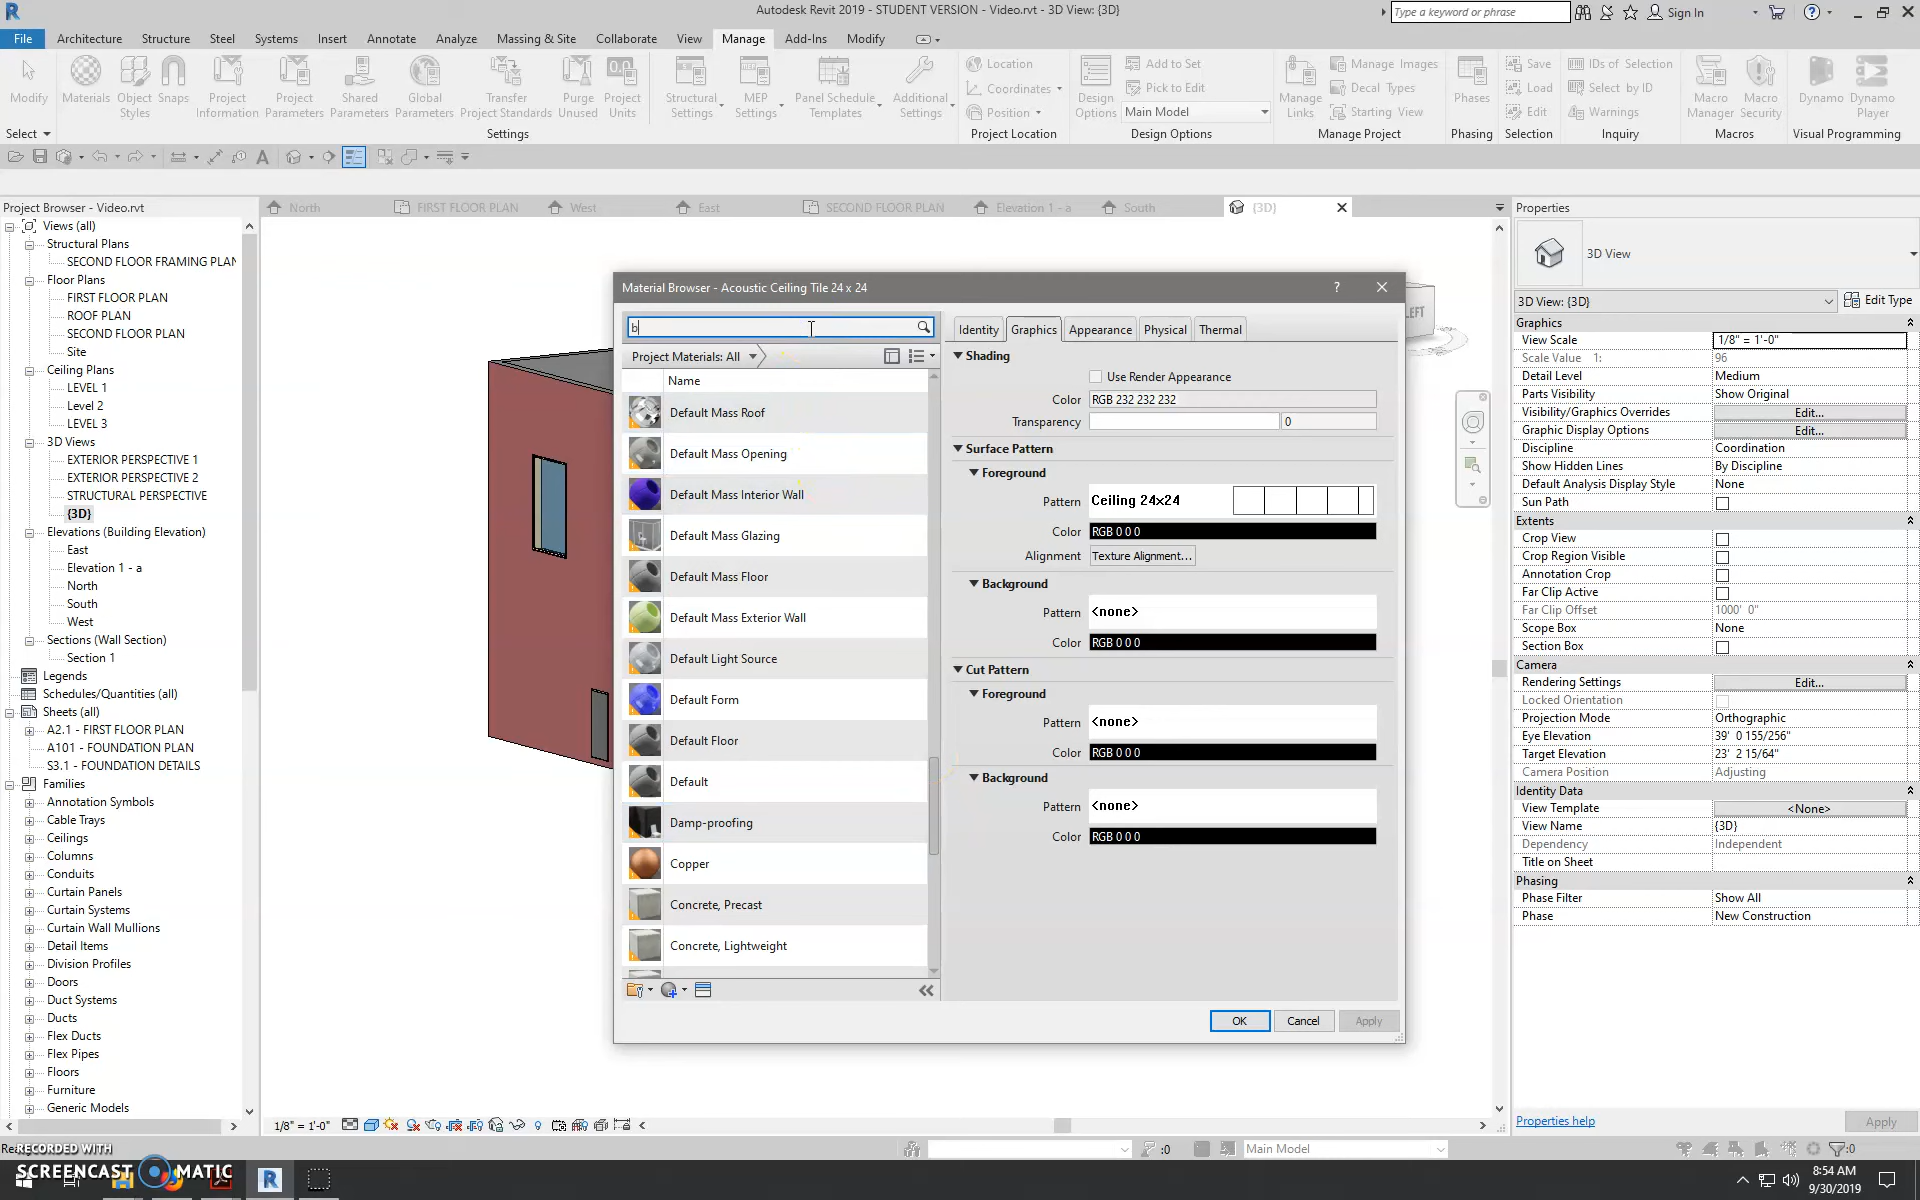 Autodesk Revit 2019 - STUDENT VERSION - Video.rvt - 3D View: {3D}
Type a keyword or phrase
Sign In
File Architecture Structure Steel Systems Insert Annotate Analyze Massing & Site Collaborate View Manage Add-Ins Modify
Modify
Materials
Object Styles
Snaps
Project Information
Project Parameters
Shared Parameters
Global Parameters
Transfer Project Standards
Purge Unused
Project Units
Structural Settings
MEP Settings
Panel Schedule Templates
Additional Settings
Location
Coordinates
Position
Design Options
Add to Set
Pick to Edit
Main Model
Manage Links
Manage Images
Decal Types
Starting View
Phases
Save
Load
Edit
IDs of Selection
Select by ID
Warnings
Macro Manager
Macro Security
Dynamo
Dynamo Player
Select Settings Project Location Design Options Manage Project Phasing Selection Inquiry Macros Visual Programming
Project Browser - Video.rvt
Views (all)
Structural Plans
SECOND FLOOR FRAMING PLAN
Floor Plans
FIRST FLOOR PLAN
ROOF PLAN
SECOND FLOOR PLAN
Site
Ceiling Plans
LEVEL 1
Level 2
LEVEL 3
3D Views
EXTERIOR PERSPECTIVE 1
EXTERIOR PERSPECTIVE 2
STRUCTURAL PERSPECTIVE
{3D}
Elevations (Building Elevation)
East
Elevation 1 - a
North
South
West
Sections (Wall Section)
Section 1
Legends
Schedules/Quantities (all)
Sheets (all)
A2.1 - FIRST FLOOR PLAN
A101 - FOUNDATION PLAN
S3.1 - FOUNDATION DETAILS
Families
Annotation Symbols
Cable Trays
Ceilings
Columns
Conduits
Curtain Panels
Curtain Systems
Curtain Wall Mullions
Detail Items
Division Profiles
Doors
Duct Systems
Ducts
Flex Ducts
Flex Pipes
Floors
Furniture
Generic Models
North FIRST FLOOR PLAN West East SECOND FLOOR PLAN Elevation 1 - a South {3D}
LEFT
Material Browser - Acoustic Ceiling Tile 24 x 24
b
Project Materials: All
Name
Default Mass Roof
Default Mass Opening
Default Mass Interior Wall
Default Mass Glazing
Default Mass Floor
Default Mass Exterior Wall
Default Light Source
Default Form
Default Floor
Default
Damp-proofing
Copper
Concrete, Precast
Concrete, Lightweight
Identity Graphics Appearance Physical Thermal
Shading
Use Render Appearance
Color RGB 232 232 232
Transparency 0
Surface Pattern
Foreground
Pattern Ceiling 24x24
Color RGB 0 0 0
Alignment Texture Alignment...
Background
Pattern <none>
Color RGB 0 0 0
Cut Pattern
Foreground
Pattern <none>
Color RGB 0 0 0
Background
Pattern <none>
Color RGB 0 0 0
OK Cancel Apply
Properties
3D View
3D View: {3D} Edit Type
Graphics
View Scale 1/8" = 1'-0"
Scale Value 1: 96
Detail Level Medium
Parts Visibility Show Original
Visibility/Graphics Overrides Edit...
Graphic Display Options Edit...
Discipline Coordination
Show Hidden Lines By Discipline
Default Analysis Display Style None
Sun Path
Extents
Crop View
Crop Region Visible
Annotation Crop
Far Clip Active
Far Clip Offset 1000' 0"
Scope Box None
Section Box
Camera
Rendering Settings Edit...
Locked Orientation
Projection Mode Orthographic
Eye Elevation 39' 0 155/256"
Target Elevation 23' 2 15/64"
Camera Position Adjusting
Identity Data
View Template <None>
View Name {3D}
Dependency Independent
Title on Sheet
Phasing
Phase Filter Show All
Phase New Construction
Properties help Apply
1/8" = 1'-0"
:0 Main Model :0
RECORDED WITH
SCREENCAST MATIC
8:54 AM
9/30/2019